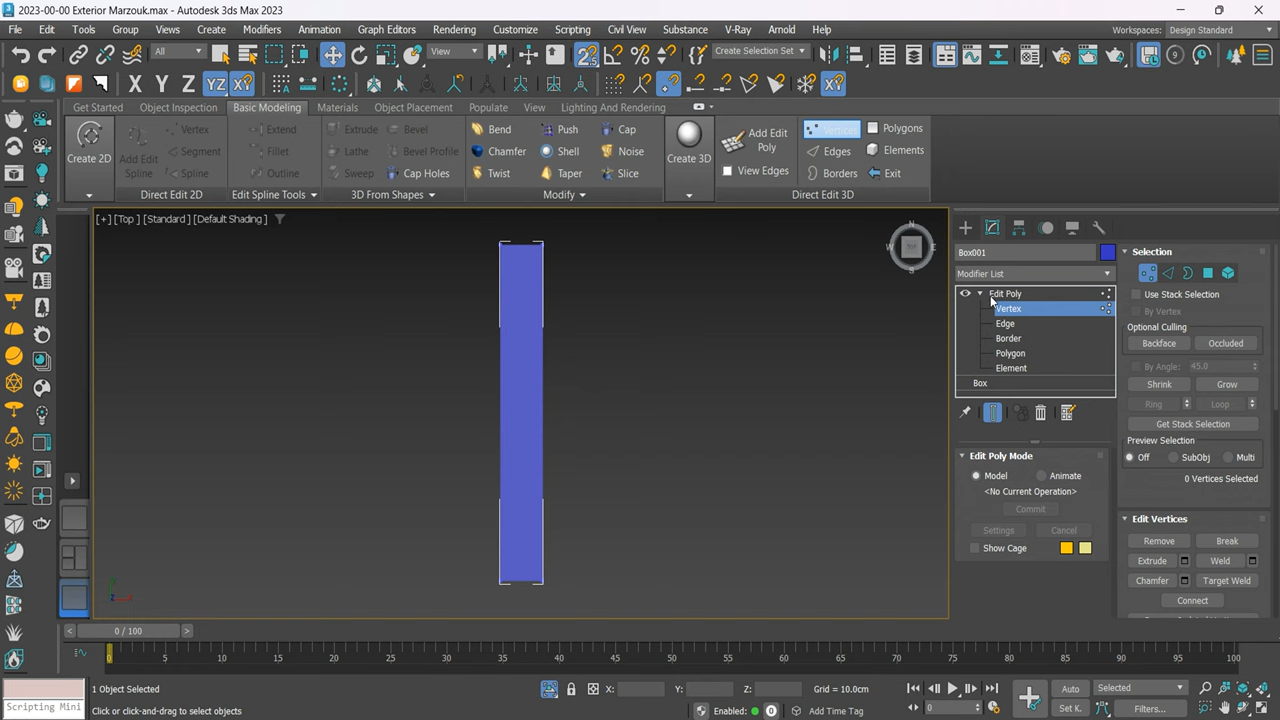 2023-00-00 Exterior Marzouk.max - Autodesk 3ds Max 2023
File Edit Tools Group Views Create Modifiers Animation Graph Editors Rendering Customize Scripting Civil View Substance V-Ray Arnold Help Workspaces: Design Standard
All View Create Selection Set
X Y Z YZ XY XY
Get Started Object Inspection Basic Modeling Materials Object Placement Populate View Lighting And Rendering
Create 2D
Add Edit Spline
Vertex
Segment
Spline
Direct Edit 2D
Extend
Fillet
Outline
Edit Spline Tools
Extrude Bevel
Lathe Bevel Profile
Sweep Cap Holes
3D From Shapes
Bend Push Cap
Chamfer Shell Noise
Twist Taper Slice
Modify
Create 3D
Add Edit Poly
View Edges
Vertices Polygons
Edges Elements
Borders Exit
Direct Edit 3D
[+] [Top ] [Standard ] [Default Shading ]
N
W E
S
Box001
Modifier List
Edit Poly
Vertex
Edge
Border
Polygon
Element
Box
Edit Poly Mode
Model Animate
<No Current Operation>
Commit
Settings Cancel
Show Cage
Selection
Use Stack Selection
By Vertex
Optional Culling
Backface Occluded
By Angle: 45.0
Shrink Grow
Ring Loop
Get Stack Selection
Preview Selection
Off SubObj Multi
0 Vertices Selected
Edit Vertices
Remove Break
Extrude Weld
Chamfer Target Weld
Connect
< 0 / 100 >
0 5 10 15 20 25 30 35 40 45 50 55 60 65 70 75 80 85 90 95 100
1 Object Selected
X: Y: Z: Grid = 10.0cm
Auto Selected
Scripting Mini
Click or click-and-drag to select objects
Enabled: 0 Add Time Tag
0
Set K. Filters...